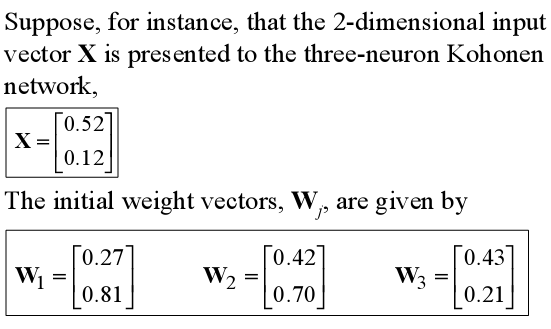 Suppose, for instance, that the 2-dimensional input
vector X is presented to the three-neuron Kohonen
network,
X = [0.52
0.12]
The initial weight vectors, Wj, are given by
W1 = [0.27 0.81] W2 = [0.42 0.70] W3 = [0.43 0.21]